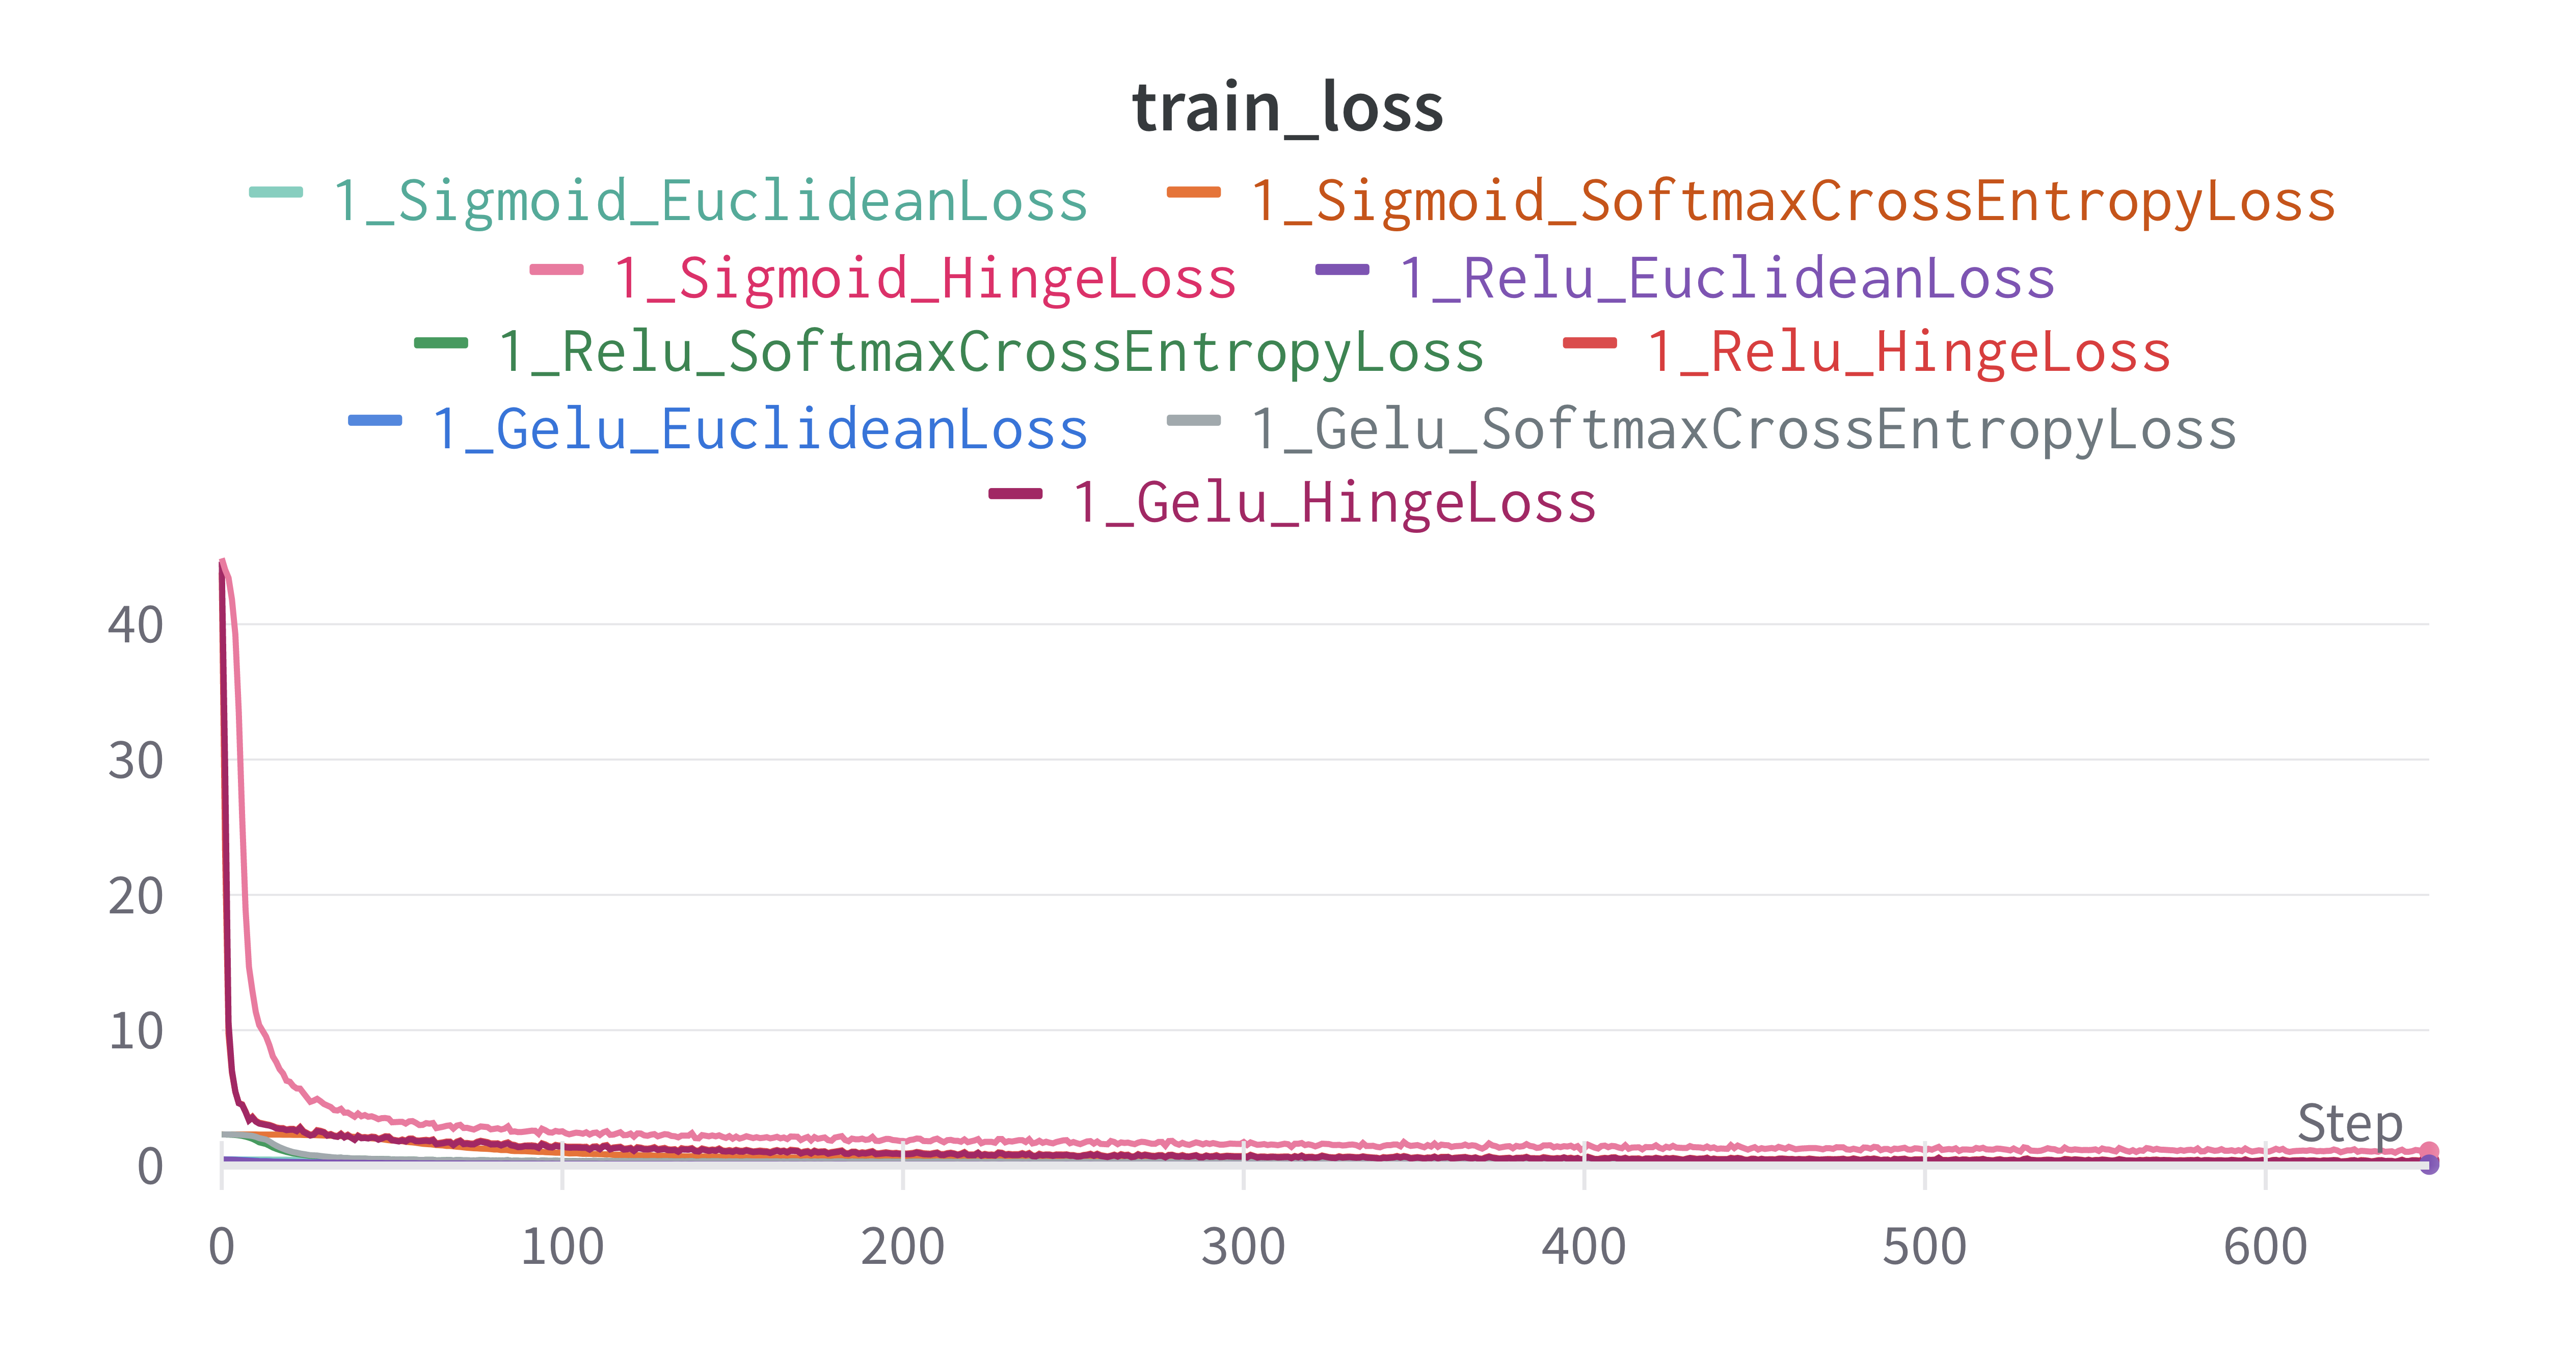 train_loss
1_Sigmoid_EuclideanLoss 1_Sigmoid_SoftmaxCrossEntropyLoss
1_Sigmoid_HingeLoss 1_Relu_EuclideanLoss
1_Relu_SoftmaxCrossEntropyLoss 1_Relu_HingeLoss
1_Gelu_EuclideanLoss 1_Gelu_SoftmaxCrossEntropyLoss
1_Gelu_HingeLoss
40
30
20
10
Step
0
0 100 200 300 400 500 600